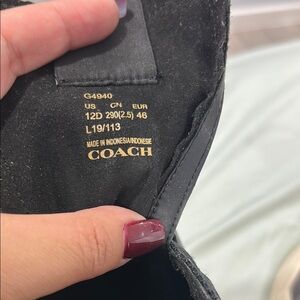 G4940
US CN EUR
12D 290(2.5) 46
L19/113
MADE IN INDONESIA/INDONESIE
COACH